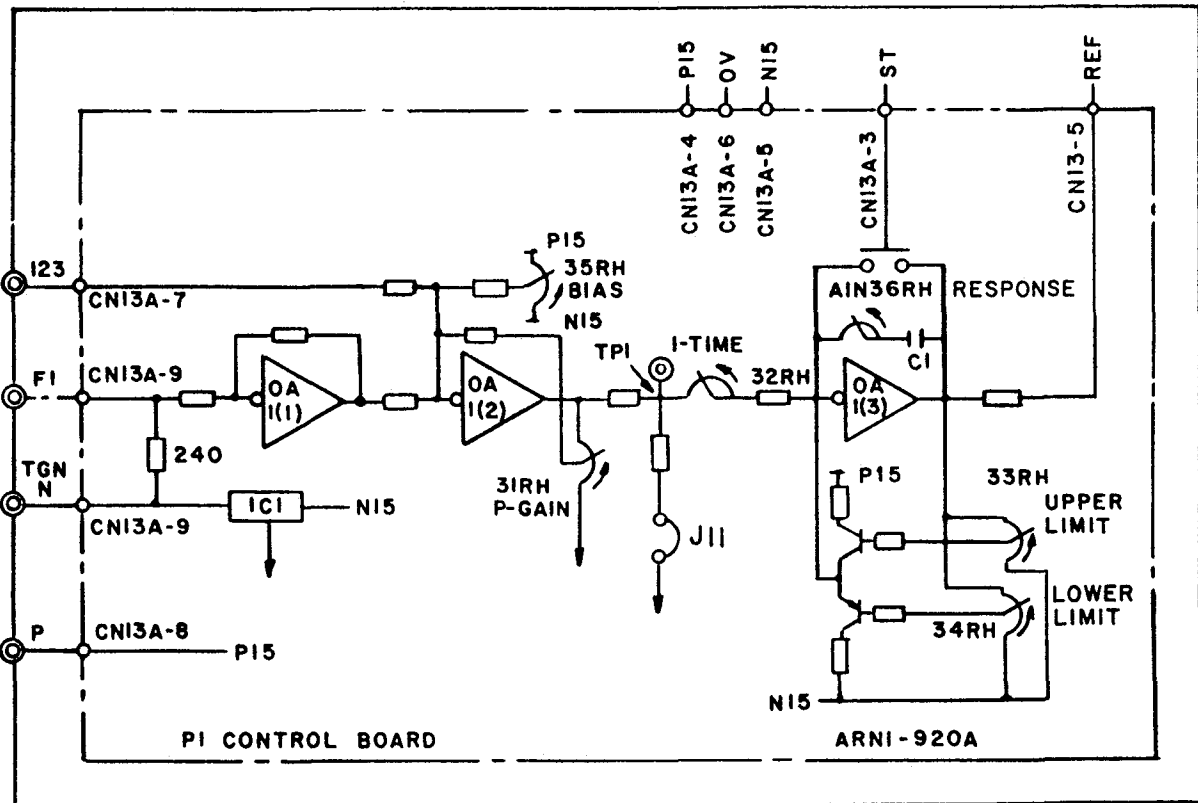 P15
OV
N15
ST
REF
CN13A-4
CN13A-6
CN13A-5
CN13A-3
CN13-5
123
CN13A-7
P15
35RH
BIAS
N15
A1N36RH RESPONSE
C1
F1
CN13A-9
OA
1(1)
OA
1(2)
TP1
I-TIME
32RH
OA
1(3)
240
TGN
N
CN13A-9
IC1
N15
31RH
P-GAIN
J11
P15
33RH
UPPER
LIMIT
LOWER
LIMIT
34RH
N15
P
CN13A-8
P15
PI CONTROL BOARD
ARNI-920A